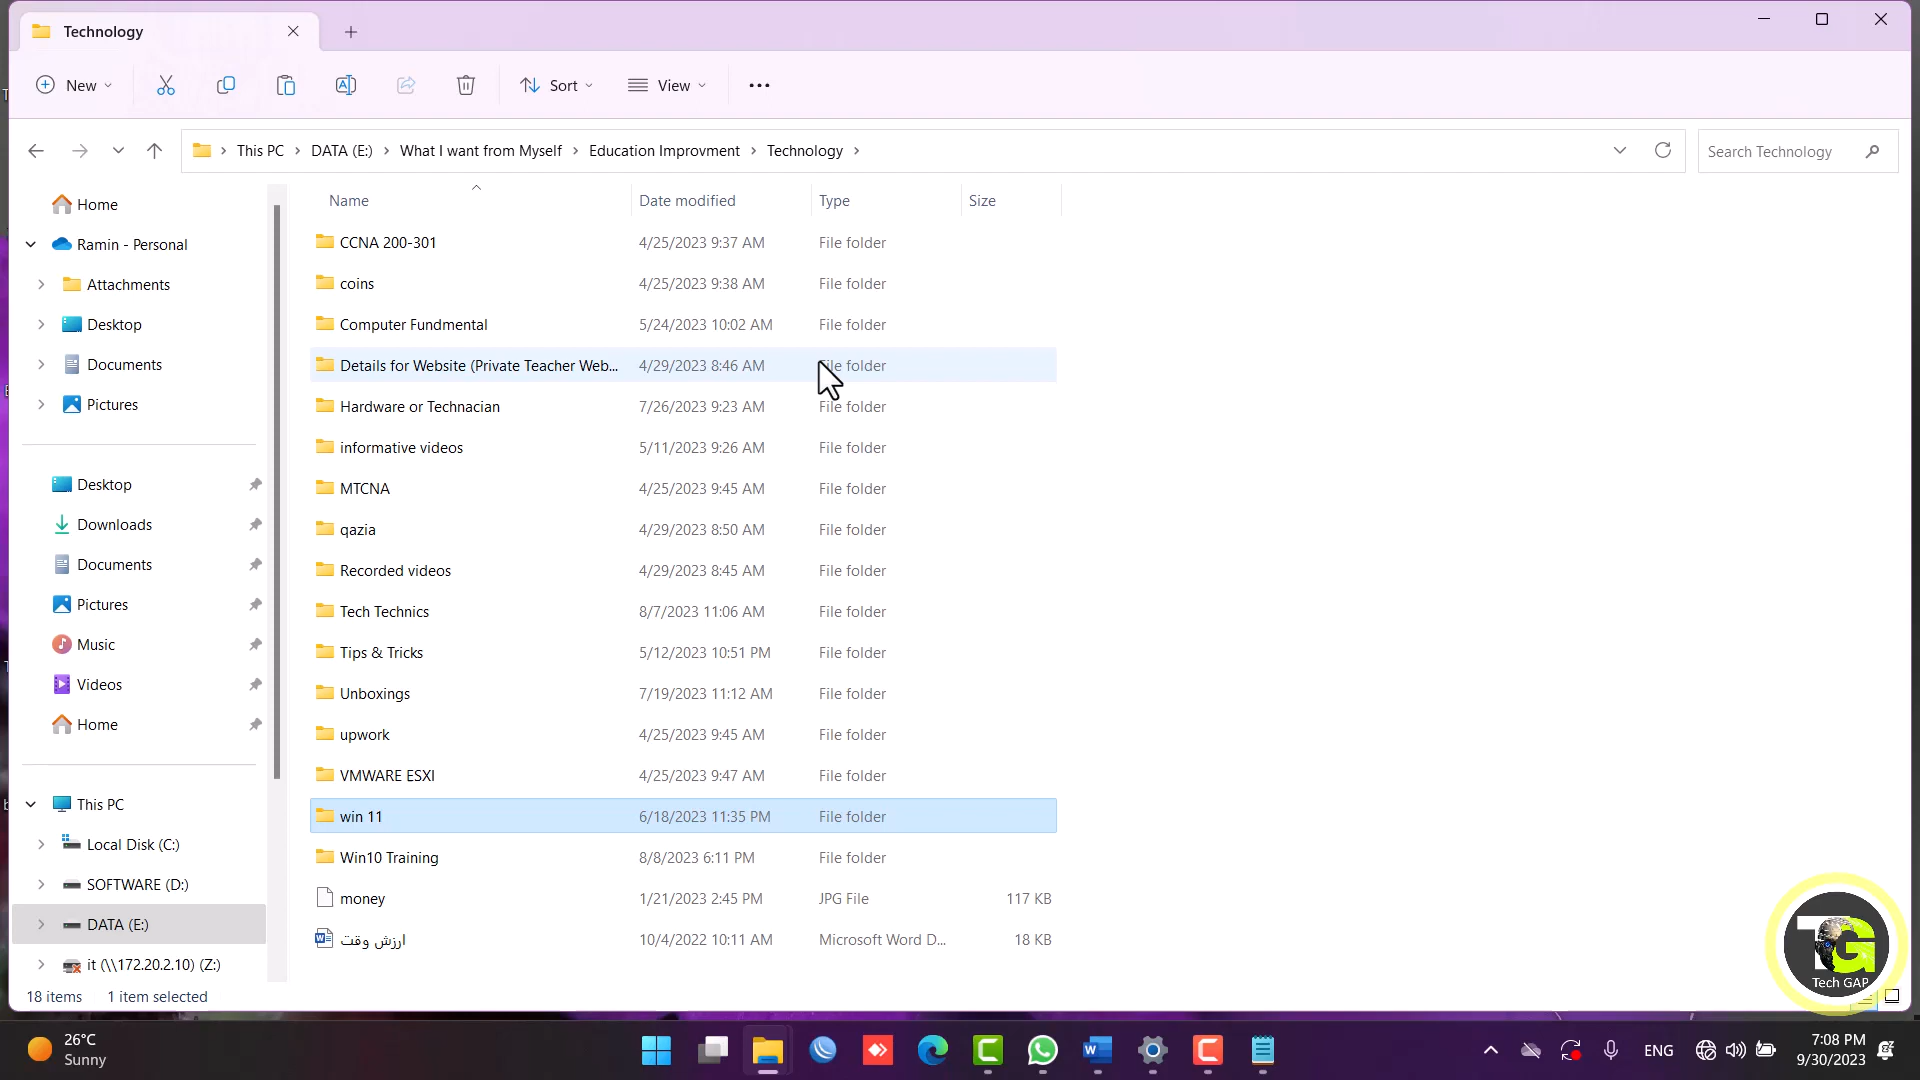 Technology
New
Sort
View
This PC
DATA (E:)
What I want from Myself
Education Improvment
Technology
Search Technology
Home
Ramin - Personal
Attachments
Desktop
Documents
Pictures
Desktop
Downloads
Documents
Pictures
Music
Videos
Home
This PC
Local Disk (C:)
SOFTWARE (D:)
DATA (E:)
it (\\172.20.2.10) (Z:)
Name Date modified Type Size
CCNA 200-301 4/25/2023 9:37 AM File folder
coins 4/25/2023 9:38 AM File folder
Computer Fundmental 5/24/2023 10:02 AM File folder
Details for Website (Private Teacher Web... 4/29/2023 8:46 AM File folder
Hardware or Technacian 7/26/2023 9:23 AM File folder
informative videos 5/11/2023 9:26 AM File folder
MTCNA 4/25/2023 9:45 AM File folder
qazia 4/29/2023 8:50 AM File folder
Recorded videos 4/29/2023 8:45 AM File folder
Tech Technics 8/7/2023 11:06 AM File folder
Tips & Tricks 5/12/2023 10:51 PM File folder
Unboxings 7/19/2023 11:12 AM File folder
upwork 4/25/2023 9:45 AM File folder
VMWARE ESXI 4/25/2023 9:47 AM File folder
win 11 6/18/2023 11:35 PM File folder
Win10 Training 8/8/2023 6:11 PM File folder
money 1/21/2023 2:45 PM JPG File 117 KB
ارزش وقت 10/4/2022 10:11 AM Microsoft Word D... 18 KB
18 items 1 item selected
TG
Tech GAP
26°C
Sunny
ENG
7:08 PM
9/30/2023